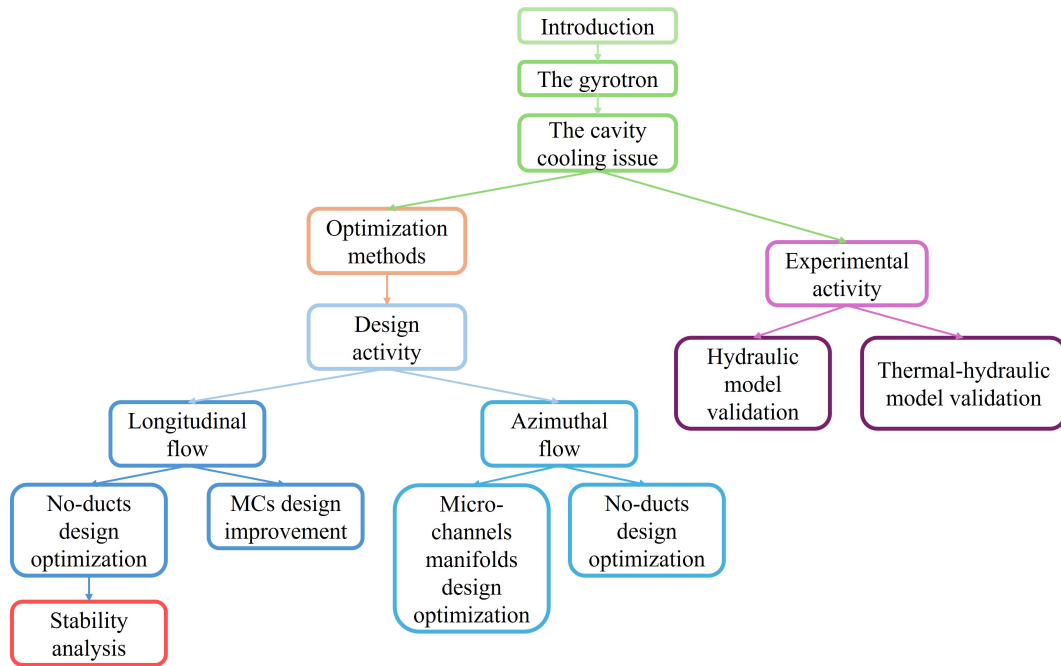 Introduction
The gyrotron
The cavity
cooling issue
Optimization
methods
Experimental
activity
Design
activity
Hydraulic
model
validation
Thermal-hydraulic
model validation
Longitudinal
flow
Azimuthal
flow
No-ducts
design
optimization
MCs design
improvement
Micro-
channels
manifolds
design
optimization
No-ducts
design
optimization
Stability
analysis